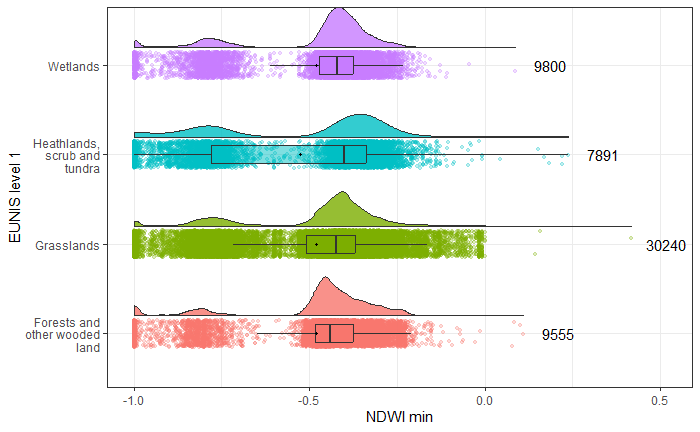 EUNIS level 1
Wetlands
9800
Heathlands,
scrub and
tundra
7891
Grasslands
30240
Forests and
other wooded
land
9555
-1.0
-0.5
0.0
0.5
NDWI min